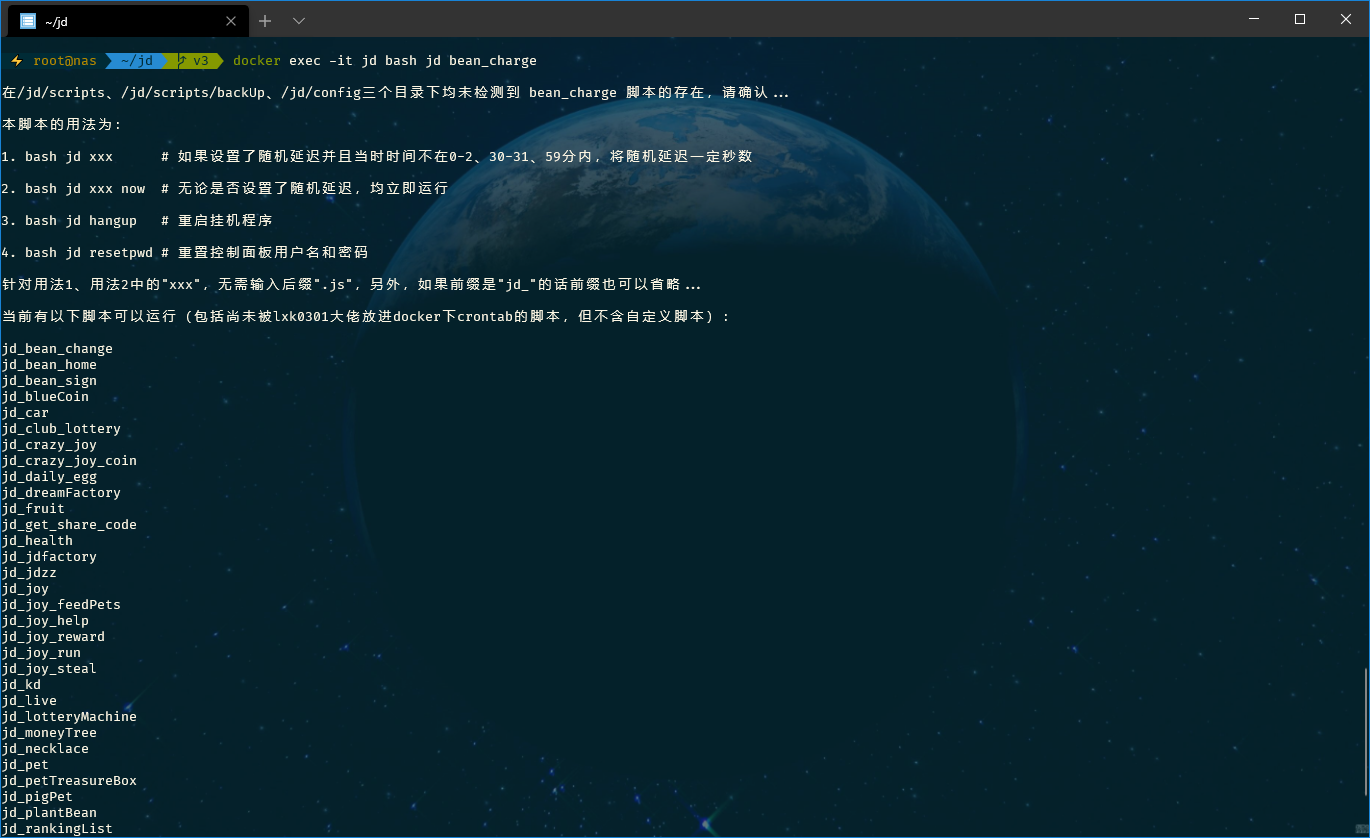 ~/jd
root@nas ~/jd v3 docker exec -it jd bash jd bean_charge
在/jd/scripts、/jd/scripts/backUp、/jd/config三个目录下均未检测到 bean_charge 脚本的存在，请确认...
本脚本的用法为：
1. bash jd xxx      # 如果设置了随机延迟并且当时时间不在0-2、30-31、59分内，将随机延迟一定秒数
2. bash jd xxx now  # 无论是否设置了随机延迟，均立即运行
3. bash jd hangup   # 重启挂机程序
4. bash jd resetpwd # 重置控制面板用户名和密码
针对用法1、用法2中的"xxx"，无需输入后缀".js"，另外，如果前缀是"jd_"的话前缀也可以省略...
当前有以下脚本可以运行（包括尚未被lxk0301大佬放进docker下crontab的脚本，但不含自定义脚本）：
jd_bean_change
jd_bean_home
jd_bean_sign
jd_blueCoin
jd_car
jd_club_lottery
jd_crazy_joy
jd_crazy_joy_coin
jd_daily_egg
jd_dreamFactory
jd_fruit
jd_get_share_code
jd_health
jd_jdfactory
jd_jdzz
jd_joy
jd_joy_feedPets
jd_joy_help
jd_joy_reward
jd_joy_run
jd_joy_steal
jd_kd
jd_live
jd_lotteryMachine
jd_moneyTree
jd_necklace
jd_pet
jd_petTreasureBox
jd_pigPet
jd_plantBean
jd_rankingList